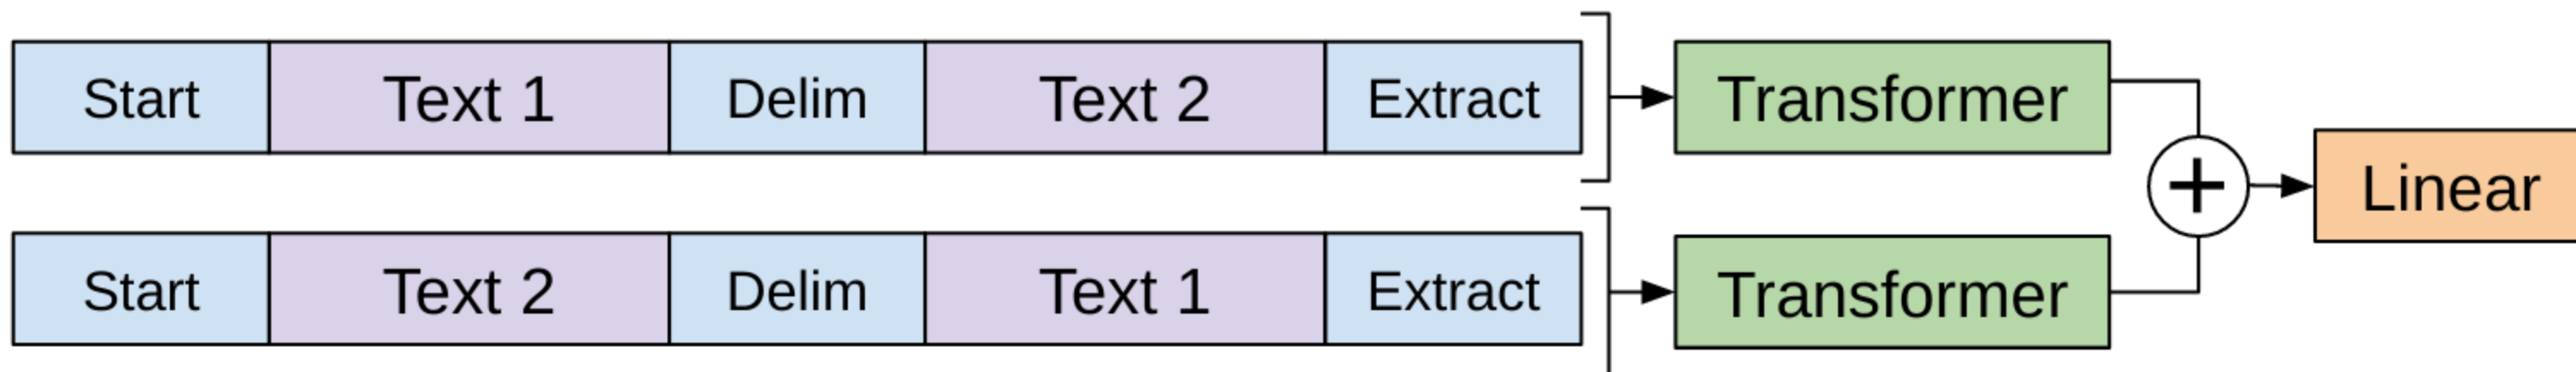 Start Text 1 Delim Text 2 Extract Transformer
+ Linear
Start Text 2 Delim Text 1 Extract Transformer